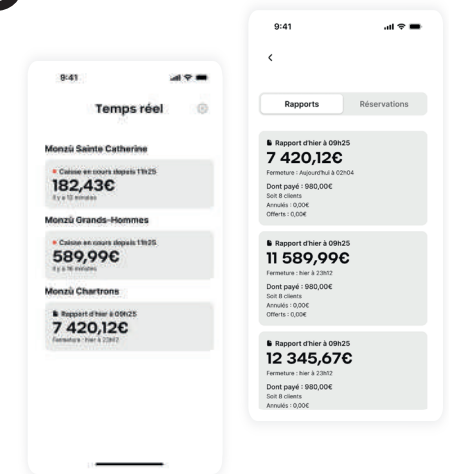 9:41
Temps réel
Monzù Sainte Catherine
Caisse en cours depuis 11h25
182,43€
Il y a 12 minutes
Monzù Grands-Hommes
Caisse en cours depuis 11h25
589,99€
Il y a 16 minutes
Monzù Chartrons
Rapport d'hier à 09h25
7 420,12€
Fermeture : hier à 23h12
9:41
Rapports
Réservations
Rapport d'hier à 09h25
7 420,12€
Fermeture : Aujourd'hui à 02h04
Dont payé : 980,00€
Soit 8 clients
Annulés : 0,00€
Offerts : 0,00€
Rapport d'hier à 09h25
11 589,99€
Fermeture : hier à 23h12
Dont payé : 980,00€
Soit 8 clients
Annulés : 0,00€
Offerts : 0,00€
Rapport d'hier à 09h25
12 345,67€
Fermeture : hier à 23h12
Dont payé : 980,00€
Soit 8 clients
Annulés : 0,00€